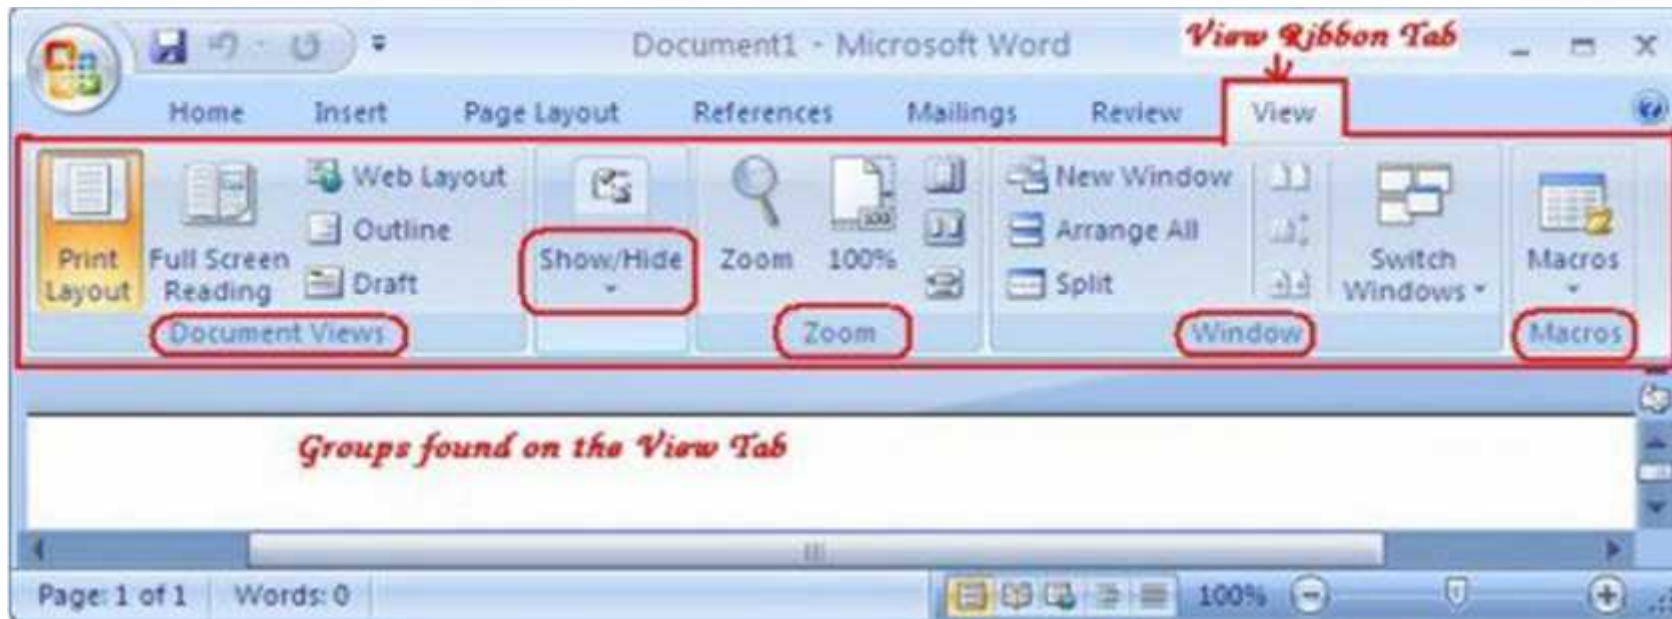 Document1 - Microsoft Word
View Ribbon Tab
Home Insert Page Layout References Mailings Review View
Print Layout
Full Screen Reading
Web Layout
Outline
Draft
Document Views
Show/Hide
Zoom
100%
Zoom
New Window
Arrange All
Split
Switch Windows
Window
Macros
Macros
Groups found on the View Tab
Page: 1 of 1 Words: 0 100%